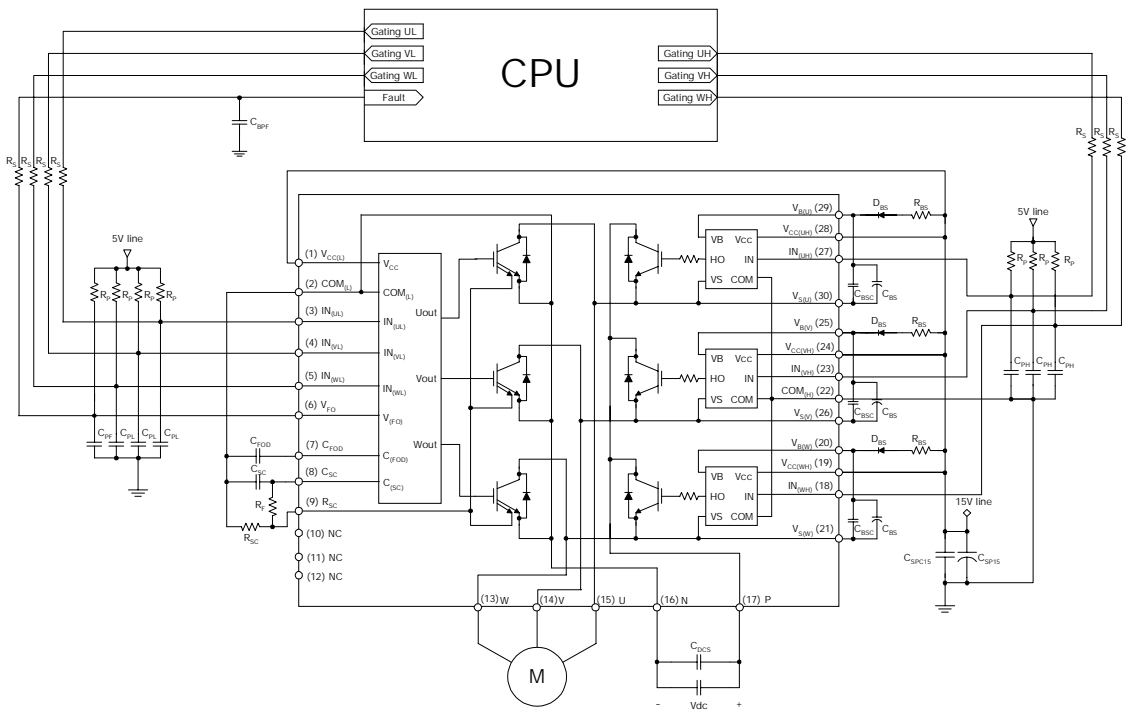 Gating UL
Gating VL
Gating WL
Fault
CPU
Gating UH
Gating VH
Gating WH
C_BPF
R_S R_S R_S R_S
R_S R_S R_S
5V line
R_P R_P R_P R_P
C_PF C_PL C_PL C_PL
C_FOD
C_SC
R_F
R_SC
(1) V_CC(L)
(2) COM_(L)
(3) IN_(UL)
(4) IN_(VL)
(5) IN_(WL)
(6) V_FO
(7) C_FOD
(8) C_SC
(9) R_SC
(10) NC
(11) NC
(12) NC
V_CC
COM_(L)
IN_(UL)
IN_(VL)
IN_(WL)
V_(FO)
C_(FOD)
C_(SC)
Uout
Vout
Wout
VB Vcc
HO IN
VS COM
VB Vcc
HO IN
VS COM
VB Vcc
HO IN
VS COM
V_B(U) (29)
V_CC(UH) (28)
IN_(UH) (27)
V_S(U) (30)
V_B(V) (25)
V_CC(VH) (24)
IN_(VH) (23)
COM_(H) (22)
V_S(V) (26)
V_B(W) (20)
V_CC(WH) (19)
IN_(WH) (18)
V_S(W) (21)
D_BS R_BS
C_BSC C_BS
D_BS R_BS
C_BSC C_BS
D_BS R_BS
C_BSC C_BS
5V line
R_P R_P R_P
C_PH C_PH C_PH
15V line
C_SPC15 C_SP15
(13) W (14) V (15) U (16) N (17) P
M
C_DCS
- Vdc +